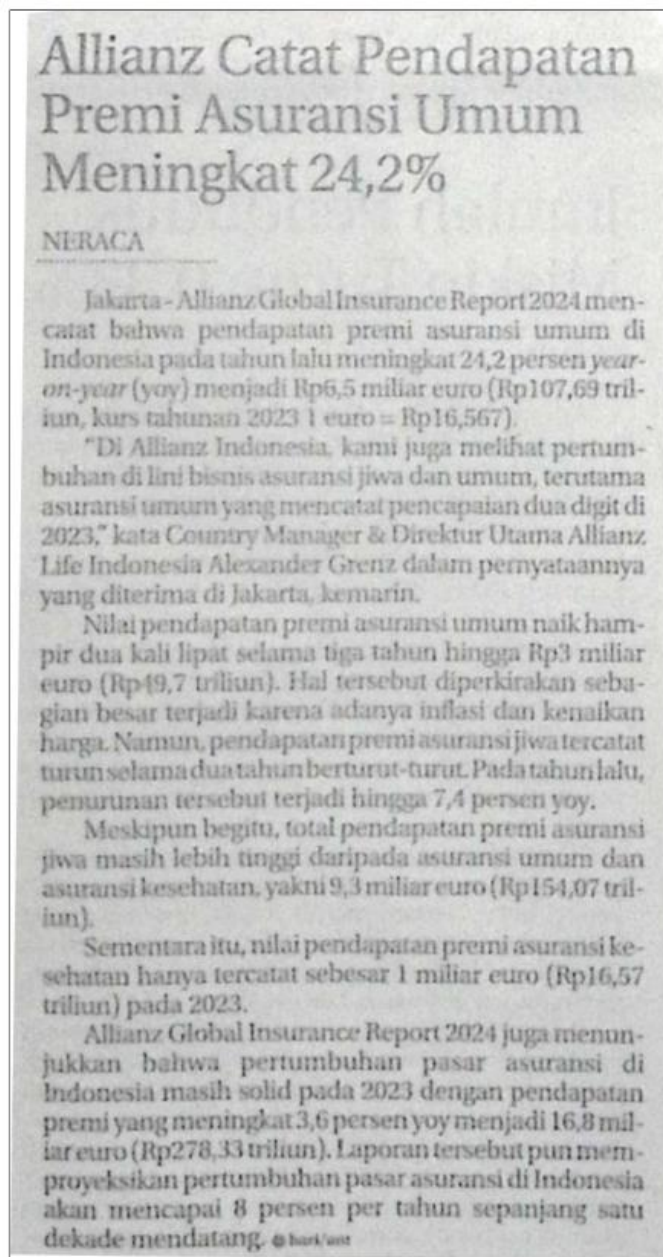 Allianz Catat Pendapatan
Premi Asuransi Umum
Meningkat 24,2%
NERACA
Jakarta - Allianz Global Insurance Report 2024 men-
catat bahwa pendapatan premi asuransi umum di
Indonesia pada tahun lalu meningkat 24,2 persen year-
on-year (yoy) menjadi Rp6,5 miliar euro (Rp107,69 tril-
iun, kurs tahunan 2023 1 euro = Rp16,567).
"Di Allianz Indonesia, kami juga melihat pertum-
buhan di lini bisnis asuransi jiwa dan umum, terutama
asuransi umum yang mencatat pencapaian dua digit di
2023," kata Country Manager & Direktur Utama Allianz
Life Indonesia Alexander Grenz dalam pernyataannya
yang diterima di Jakarta, kemarin.
Nilai pendapatan premi asuransi umum naik ham-
pir dua kali lipat selama tiga tahun hingga Rp3 miliar
euro (Rp49,7 triliun). Hal tersebut diperkirakan seba-
gian besar terjadi karena adanya inflasi dan kenaikan
harga. Namun, pendapatan premi asuransi jiwa tercatat
turun selama dua tahun berturut-turut. Pada tahun lalu,
penurunan tersebut terjadi hingga 7,4 persen yoy.
Meskipun begitu, total pendapatan premi asuransi
jiwa masih lebih tinggi daripada asuransi umum dan
asuransi kesehatan, yakni 9,3 miliar euro (Rp154,07 tril-
iun).
Sementara itu, nilai pendapatan premi asuransi ke-
sehatan hanya tercatat sebesar 1 miliar euro (Rp16,57
triliun) pada 2023.
Allianz Global Insurance Report 2024 juga menun-
jukkan bahwa pertumbuhan pasar asuransi di
Indonesia masih solid pada 2023 dengan pendapatan
premi yang meningkat 3,6 persen yoy menjadi 16,8 mil-
iar euro (Rp278,33 triliun). Laporan tersebut pun mem-
proyeksikan pertumbuhan pasar asuransi di Indonesia
akan mencapai 8 persen per tahun sepanjang satu
dekade mendatang.